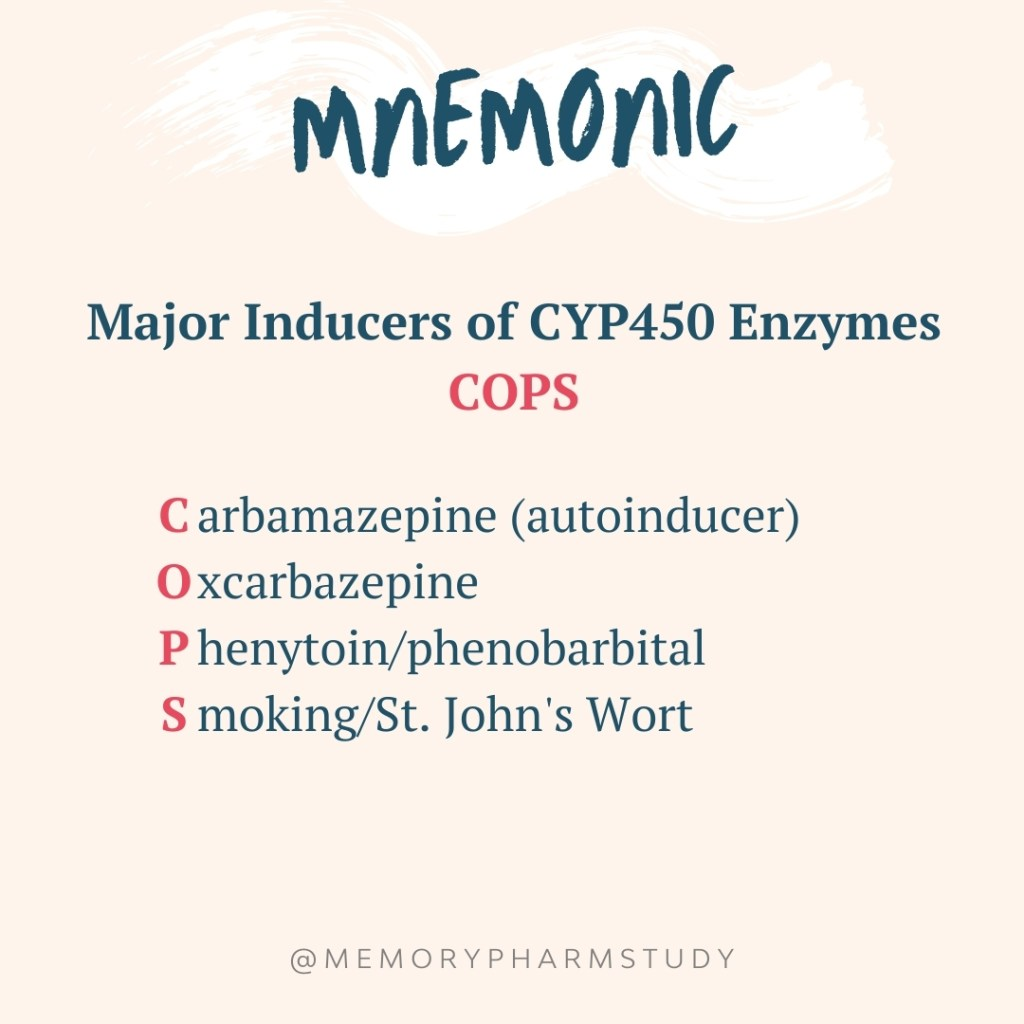 MnEMOnIC
Major Inducers of CYP450 Enzymes
COPS
Carbamazepine (autoinducer)
Oxcarbazepine
Phenytoin/phenobarbital
Smoking/St. John's Wort
@MEMORYPHARMSTUDY